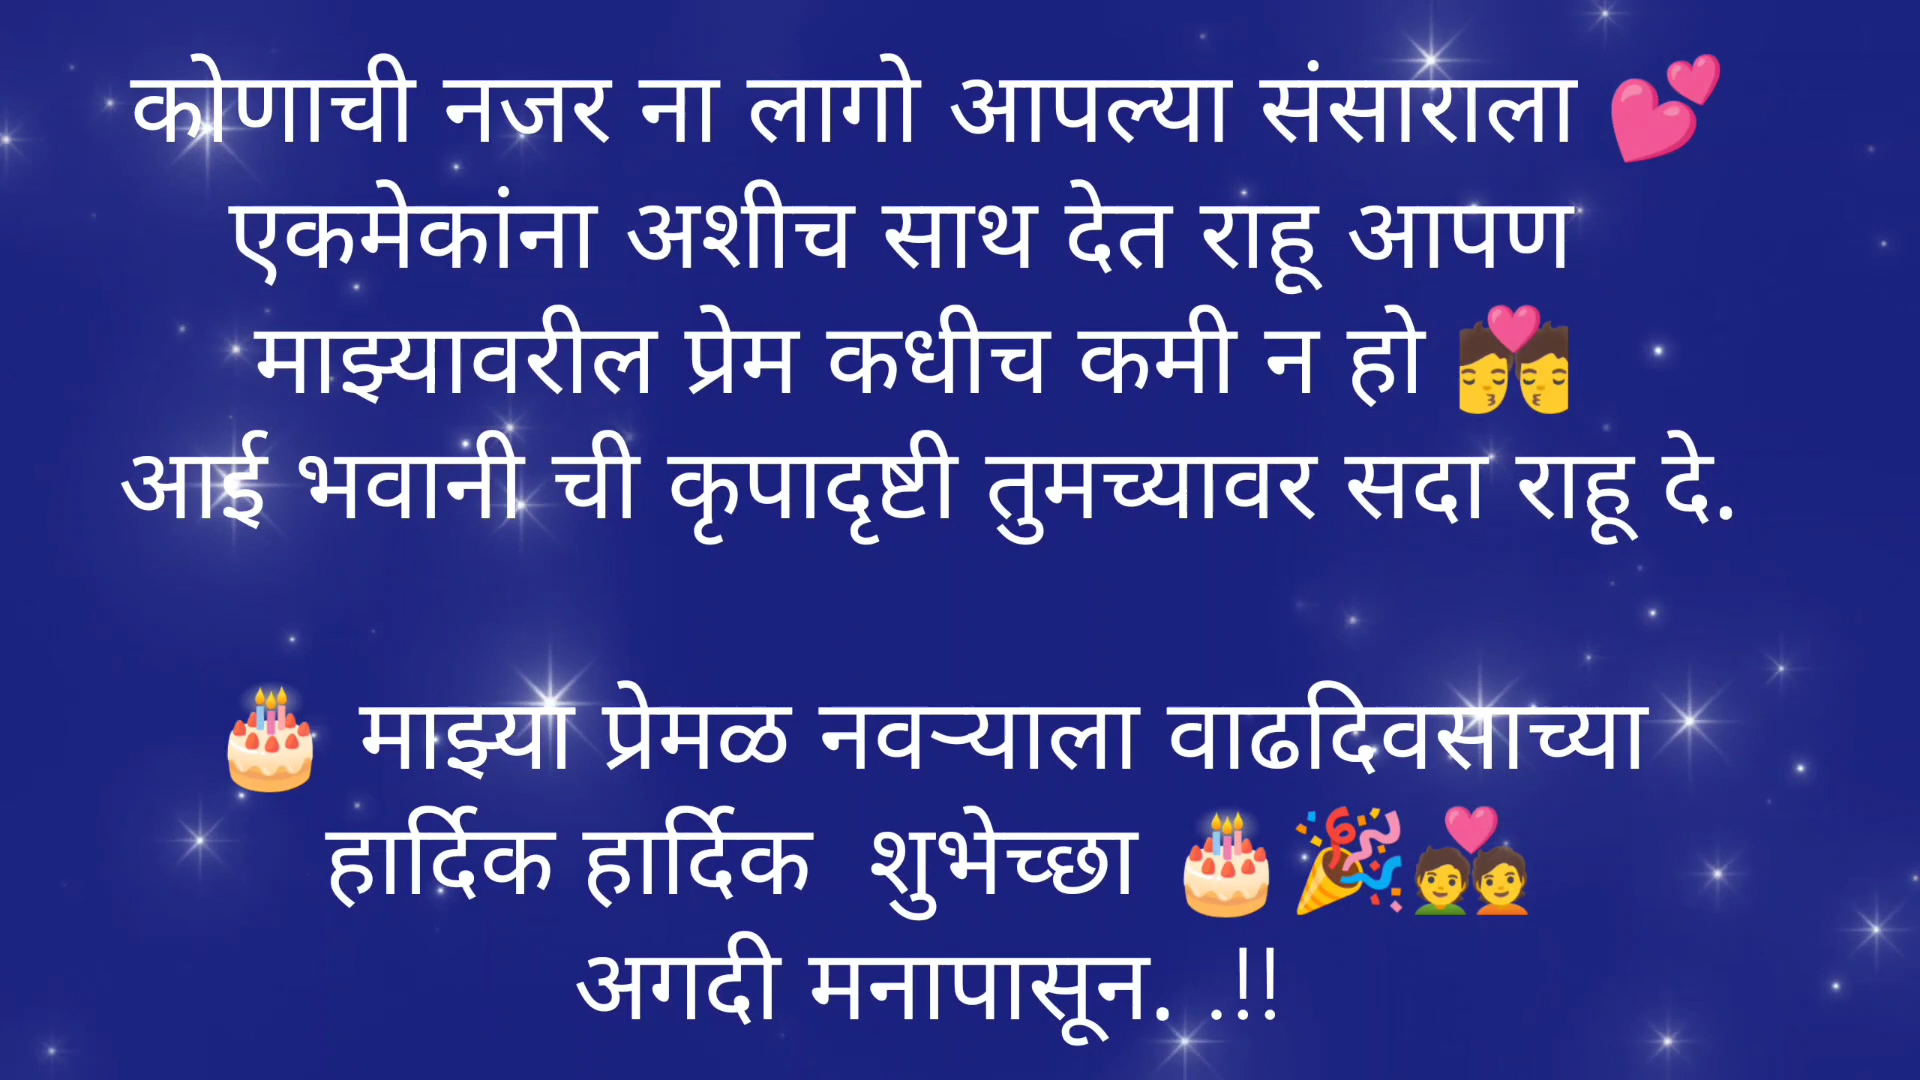 कोणाची नजर ना लागो आपल्या संसाराला 💕
एकमेकांना अशीच साथ देत राहू आपण
माझ्यावरील प्रेम कधीच कमी न हो 💏
आई भवानी ची कृपादृष्टी तुमच्यावर सदा राहू दे.
🎂 माझ्या प्रेमळ नवऱ्याला वाढदिवसाच्या
हार्दिक हार्दिक शुभेच्छा 🎂🎉💑
अगदी मनापासून. .!!